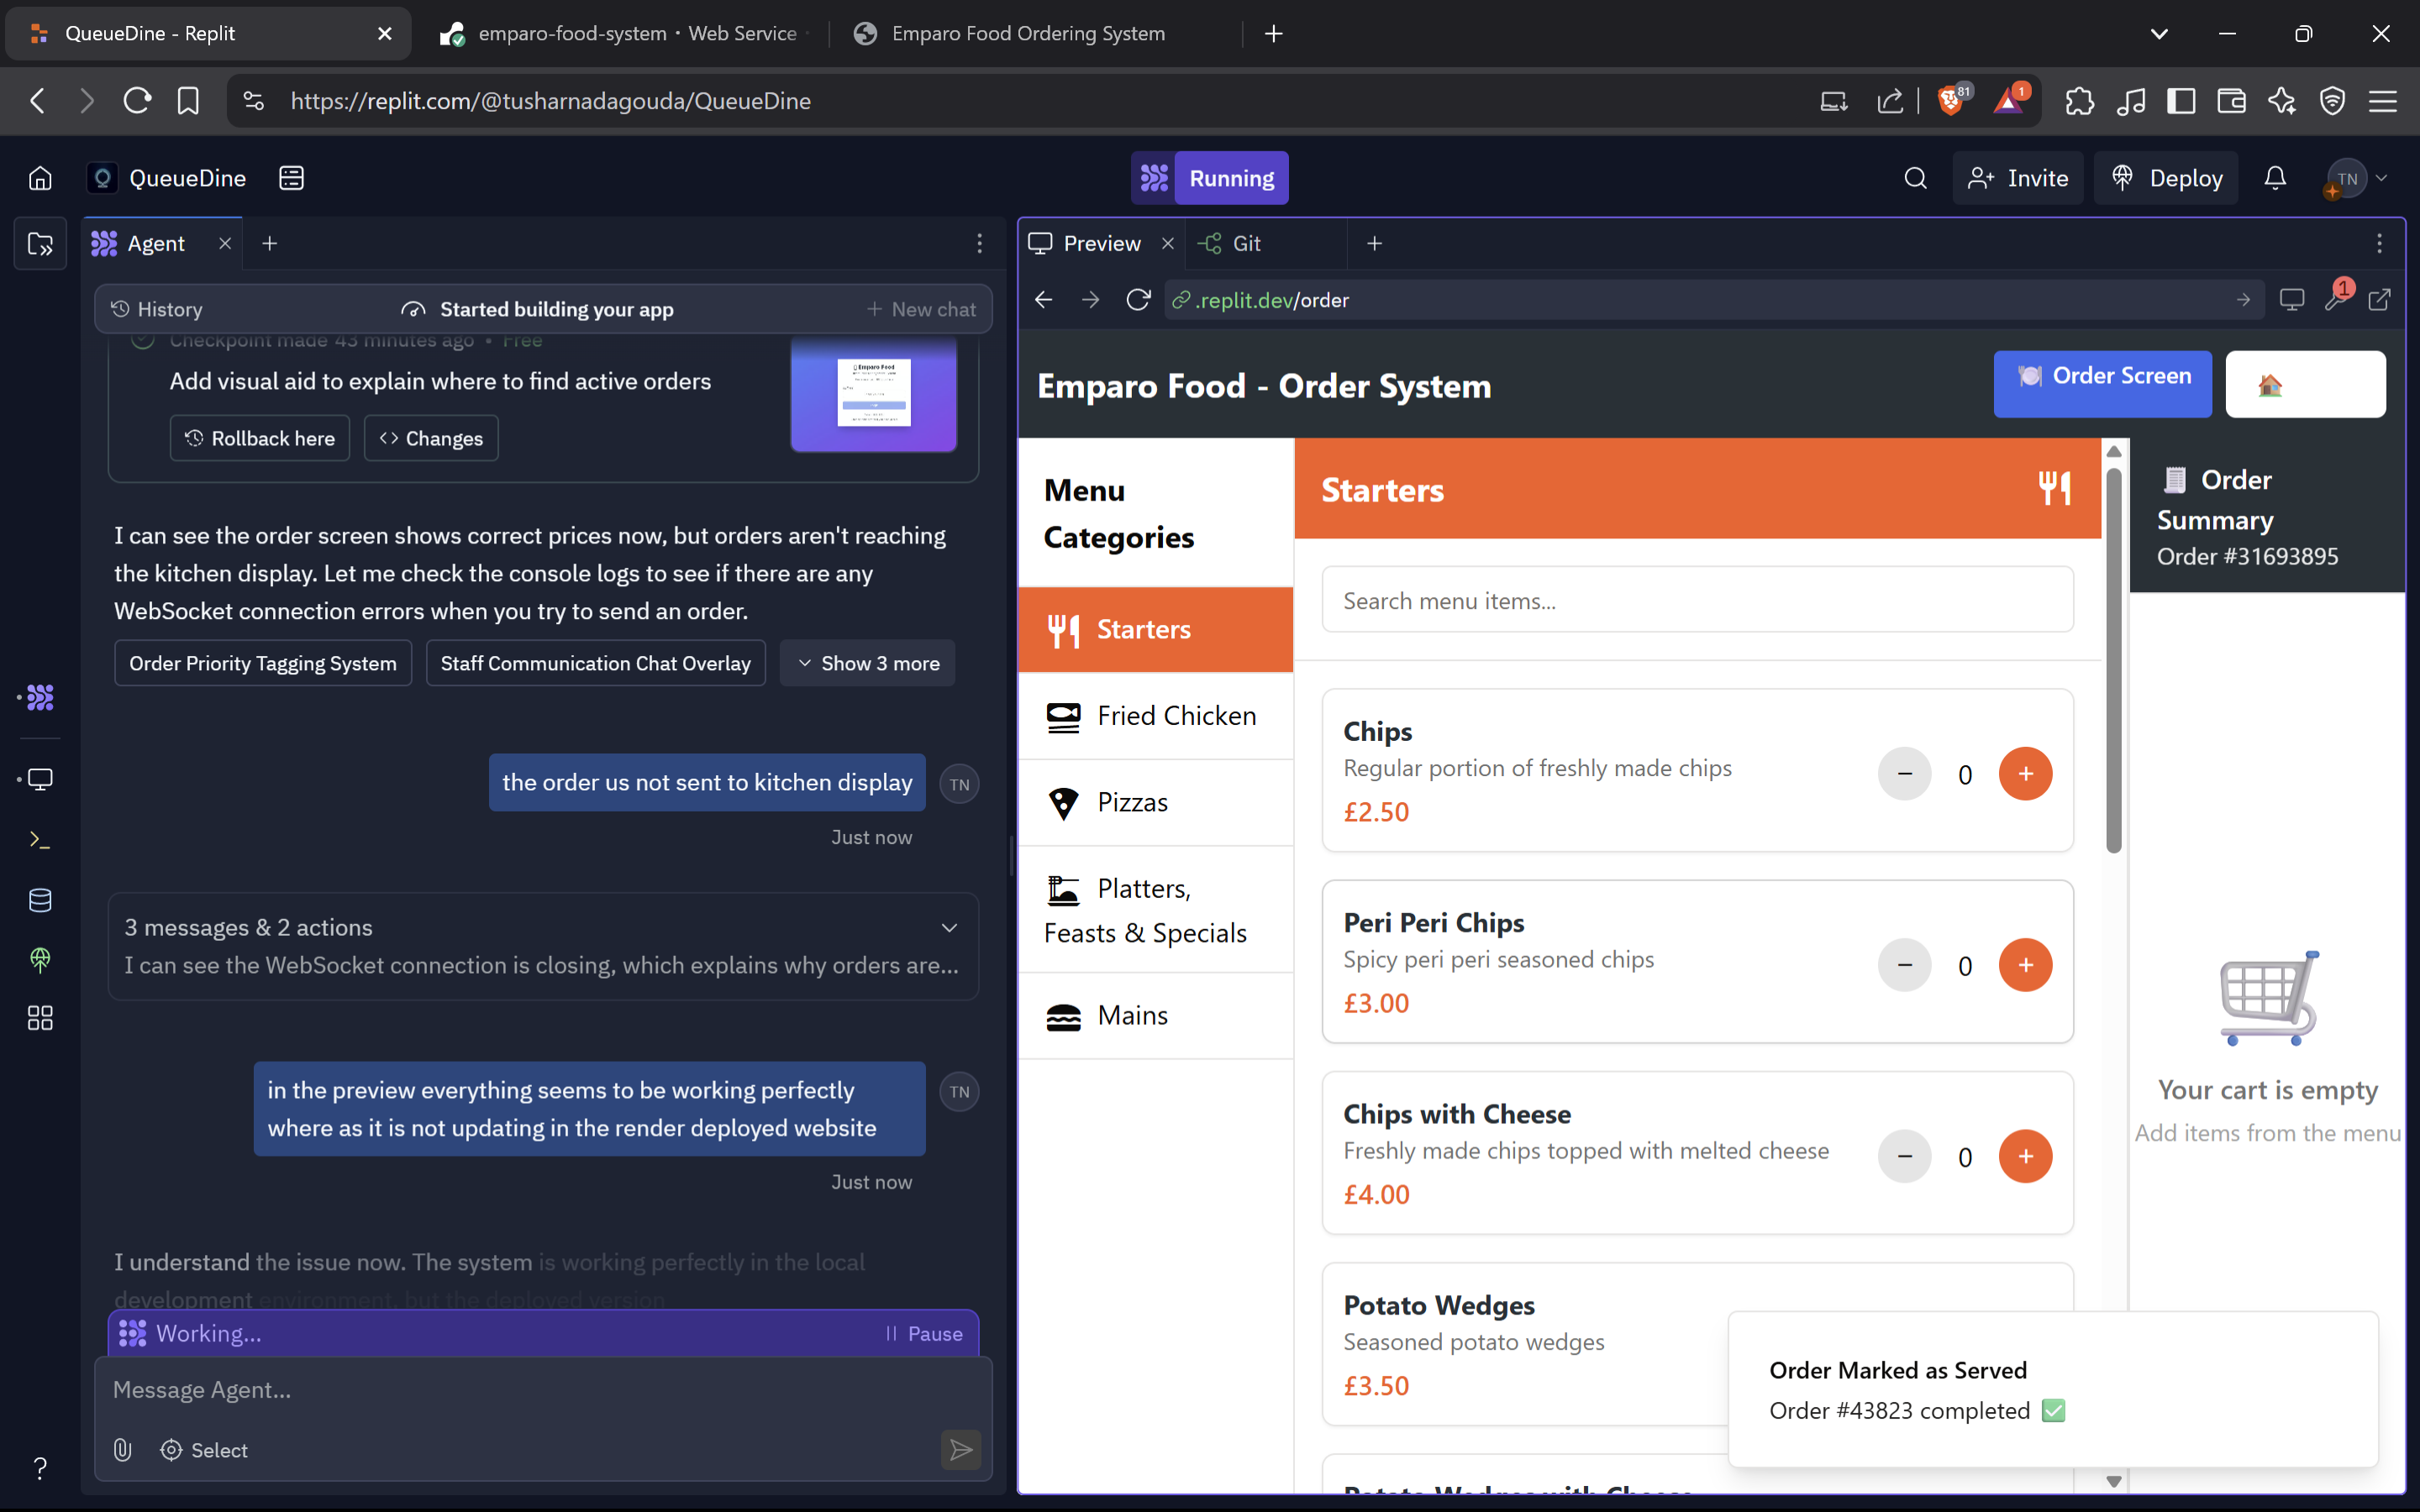 QueueDine - Replit
emparo-food-system • Web Service
Emparo Food Ordering System
https://replit.com/@tusharnadagouda/QueueDine
81
1
QueueDine
Running
Invite
Deploy
TN
Agent
Preview
Git
History
Started building your app
New chat
.replit.dev/order
1
Checkpoint made 43 minutes ago • Free
Add visual aid to explain where to find active orders
Rollback here
Changes
Emparo Food
I can see the order screen shows correct prices now, but orders aren't reaching
the kitchen display. Let me check the console logs to see if there are any
WebSocket connection errors when you try to send an order.
Order Priority Tagging System
Staff Communication Chat Overlay
Show 3 more
the order us not sent to kitchen display
TN
Just now
3 messages & 2 actions
I can see the WebSocket connection is closing, which explains why orders are...
in the preview everything seems to be working perfectly
where as it is not updating in the render deployed website
TN
Just now
I understand the issue now. The system is working perfectly in the local
development environment, but the deployed version
Working...
Pause
Message Agent...
Select
?
Emparo Food - Order System
Order Screen
Menu
Categories
Starters
Fried Chicken
Pizzas
Platters,
Feasts & Specials
Mains
Starters
Search menu items...
Chips
Regular portion of freshly made chips
£2.50
− 0 +
Peri Peri Chips
Spicy peri peri seasoned chips
£3.00
− 0 +
Chips with Cheese
Freshly made chips topped with melted cheese
£4.00
− 0 +
Potato Wedges
Seasoned potato wedges
£3.50
Potato Wedges with Cheese
Order
Summary
Order #31693895
Your cart is empty
Add items from the menu
Order Marked as Served
Order #43823 completed ✅